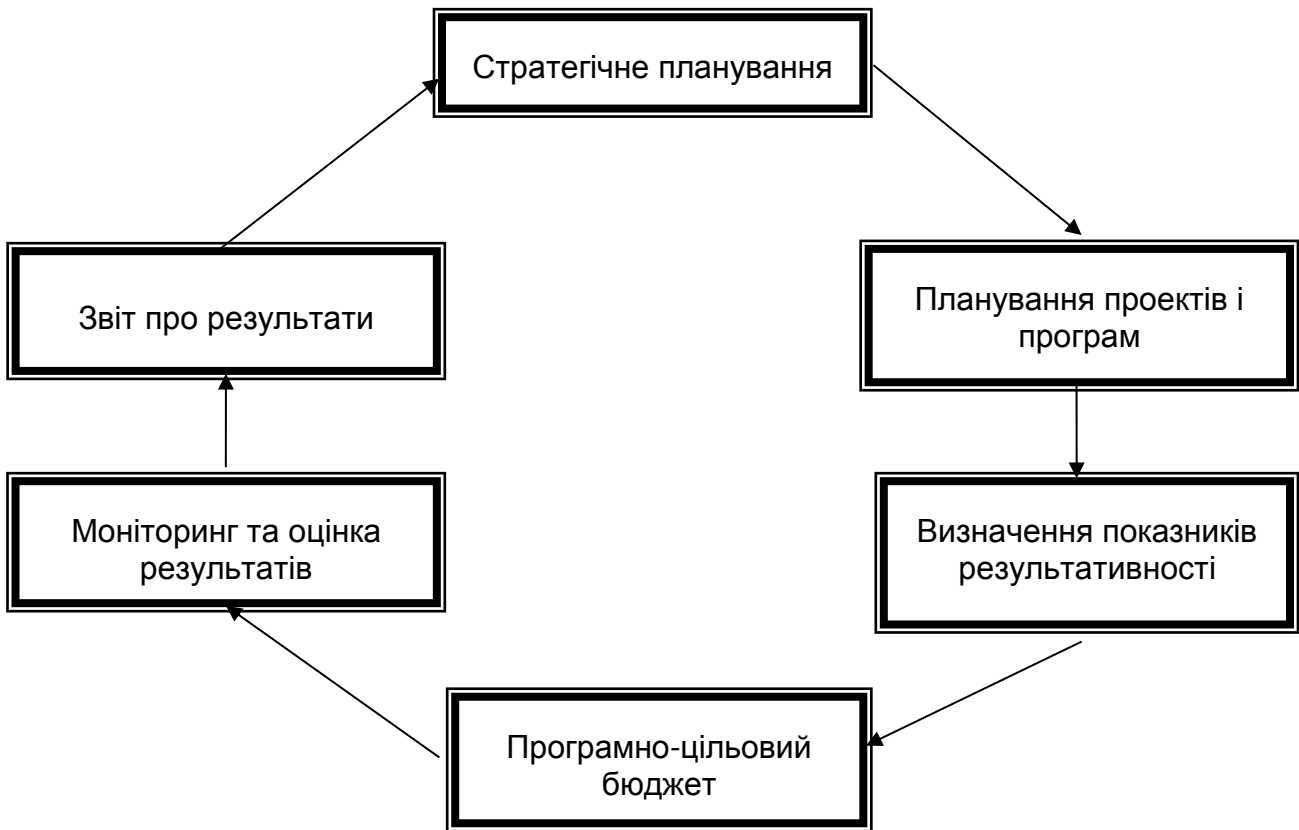 Стратегічне планування
Звіт про результати
Планування проектів і
програм
Моніторинг та оцінка
результатів
Визначення показників
результативності
Програмно-цільовий
бюджет